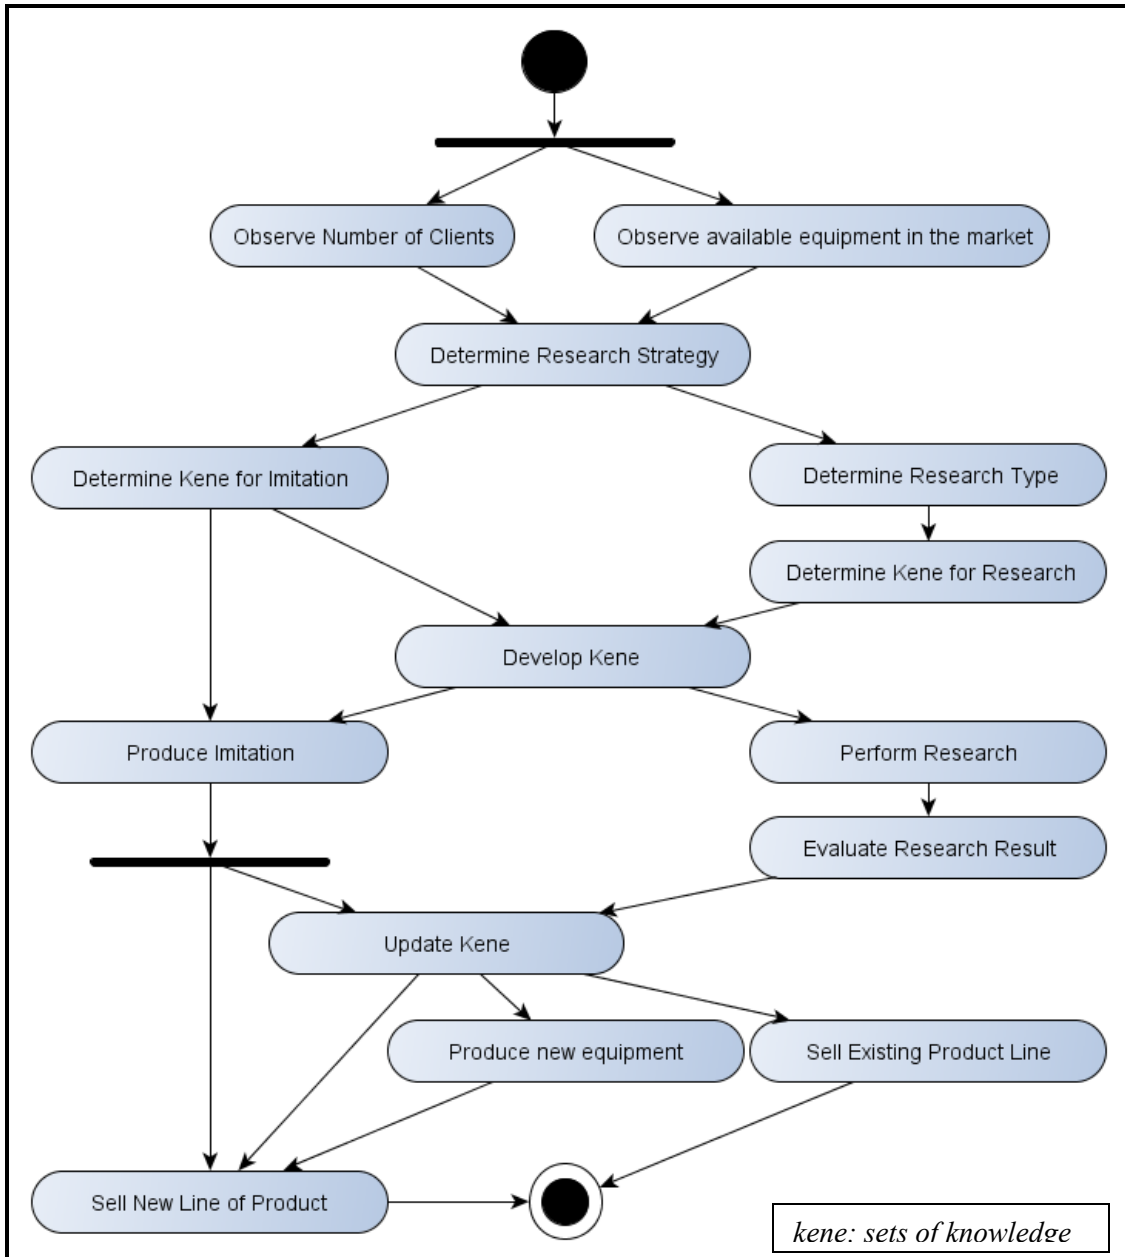 Observe Number of Clients
Observe available equipment in the market
Determine Research Strategy
Determine Kene for Imitation
Determine Research Type
Determine Kene for Research
Develop Kene
Produce Imitation
Perform Research
Evaluate Research Result
Update Kene
Produce new equipment
Sell Existing Product Line
Sell New Line of Product
kene: sets of knowledge